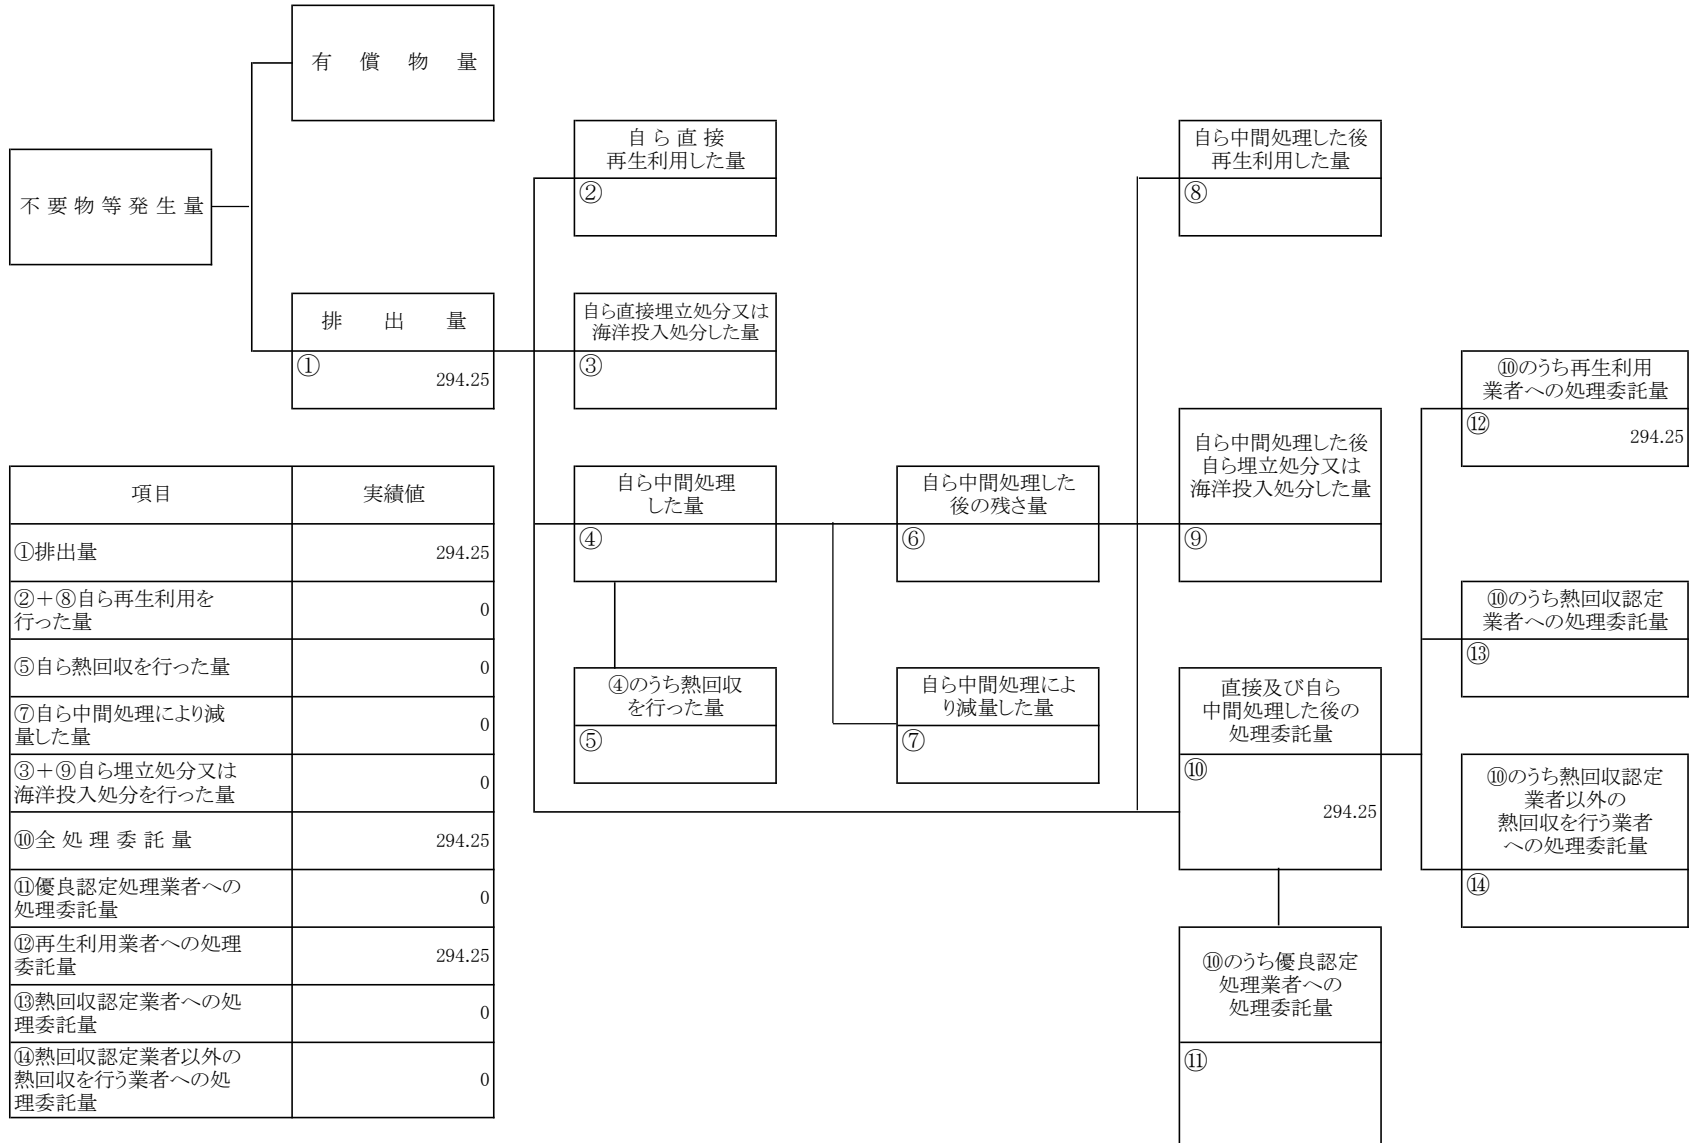 有 償 物 量
不 要 物 等 発 生 量
排 出 量
①
294.25
自 ら 直 接
再生利用した量
②
自ら直接埋立処分又は
海洋投入処分した量
③
自ら中間処理
した量
④
④のうち熱回収
を行った量
⑤
自ら中間処理した
後の残さ量
⑥
自ら中間処理によ
り減量した量
⑦
自ら中間処理した後
再生利用した量
⑧
自ら中間処理した後
自ら埋立処分又は
海洋投入処分した量
⑨
直接及び自ら
中間処理した後の
処理委託量
⑩
294.25
⑩のうち優良認定
処理業者への
処理委託量
⑪
⑩のうち再生利用
業者への処理委託量
⑫
294.25
⑩のうち熱回収認定
業者への処理委託量
⑬
⑩のうち熱回収認定
業者以外の
熱回収を行う業者
への処理委託量
⑭
項目 実績値
①排出量 294.25
②＋⑧自ら再生利用を
行った量 0
⑤自ら熱回収を行った量 0
⑦自ら中間処理により減
量した量 0
③＋⑨自ら埋立処分又は
海洋投入処分を行った量 0
⑩全 処 理 委 託 量 294.25
⑪優良認定処理業者への
処理委託量 0
⑫再生利用業者への処理
委託量 294.25
⑬熱回収認定業者への処
理委託量 0
⑭熱回収認定業者以外の
熱回収を行う業者への処
理委託量 0